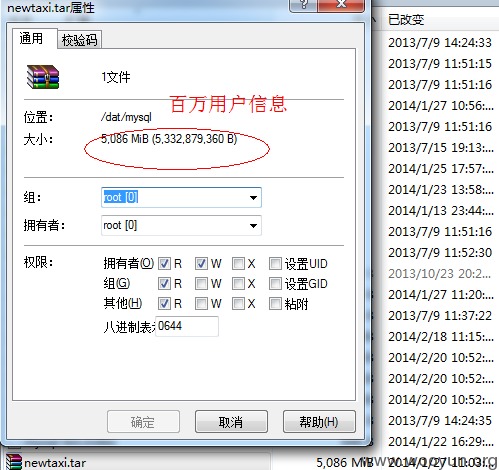 newtaxi.tar属性
已改变
通用
校验码
1文件
百万用户信息
位置:
/dat/mysql
大小:
5,086 MiB (5,332,879,360 B)
组:
root [0]
拥有者:
root [0]
权限:
拥有者(O) R W X 设置UID
组(G) R W X 设置GID
其他(H) R W X 粘附
八进制表示
0644
确定
取消
帮助(H)
2013/7/9 14:24:33
2013/7/9 11:51:15
2013/7/9 11:51:16
2014/1/27 10:56:...
2013/7/9 11:51:16
2013/7/15 19:13:...
2014/1/25 17:57:...
2014/1/23 13:58:...
2014/1/13 23:44:...
2013/7/9 11:51:16
2013/7/9 11:52:30
2013/10/23 20:2...
2014/1/27 11:20:...
2013/7/9 11:37:22
2014/2/18 11:15:...
2014/2/20 10:52:...
2014/2/20 10:52:...
2014/2/20 10:52:...
2013/7/9 14:24:35
2014/1/22 16:29:...
newtaxi.tar
5,086 MiB
2014/1/27 11:03:...
www.wooyun.org